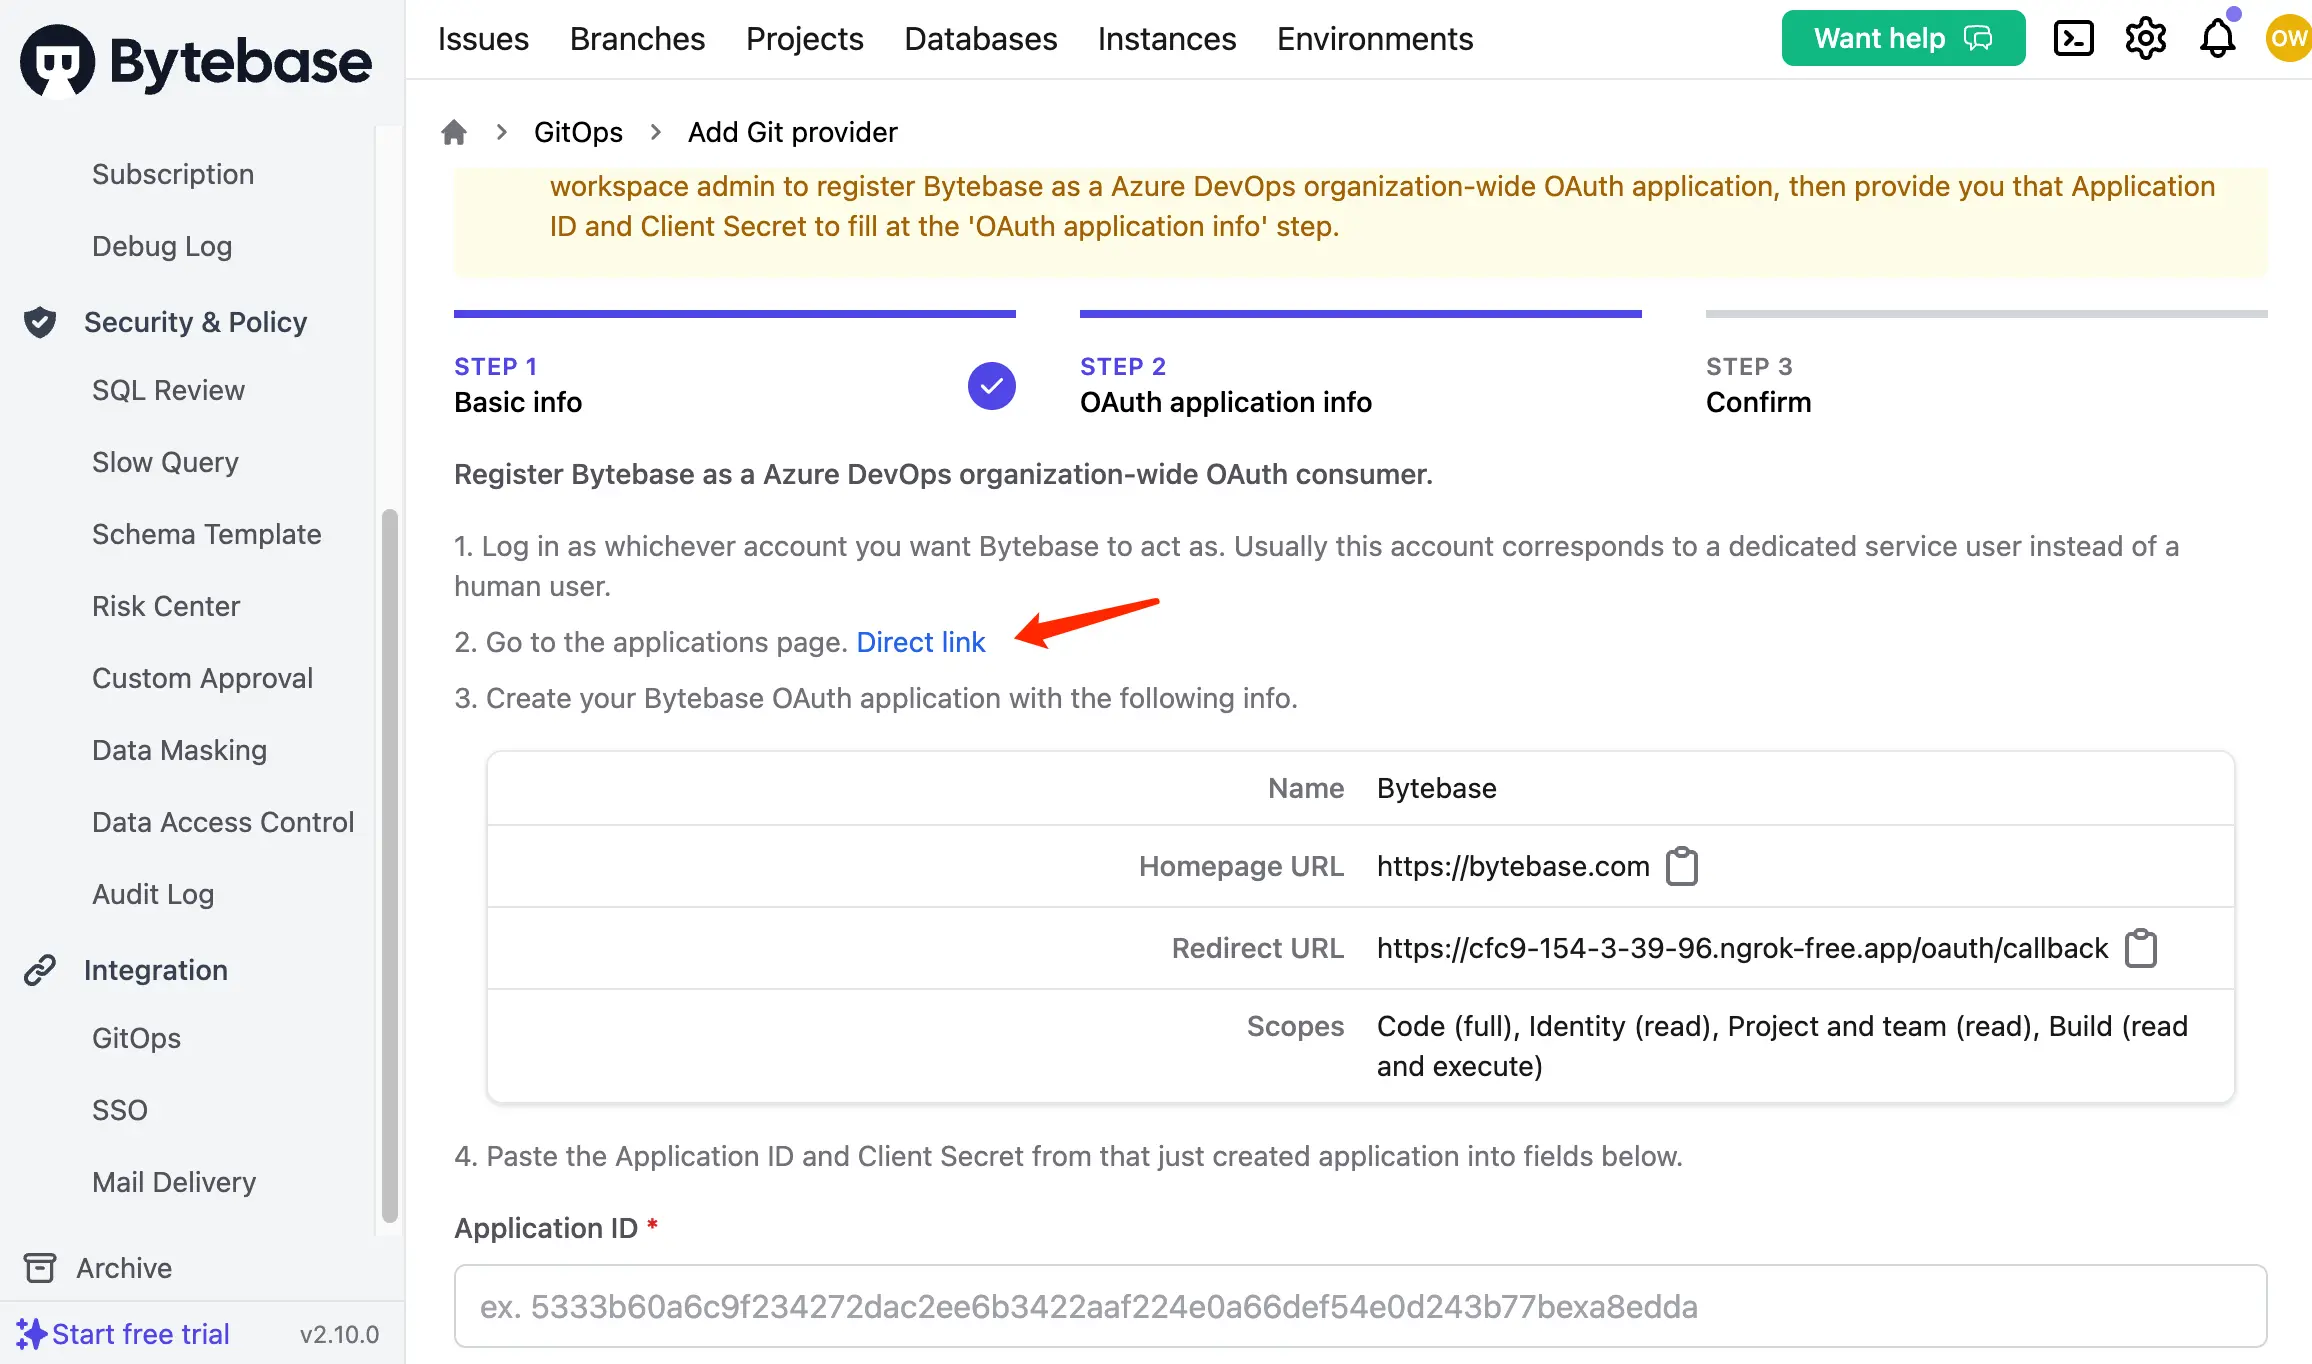 Bytebase
Issues
Branches
Projects
Databases
Instances
Environments
Want help
OW
Subscription
Debug Log
Security & Policy
SQL Review
Slow Query
Schema Template
Risk Center
Custom Approval
Data Masking
Data Access Control
Audit Log
Integration
GitOps
SSO
Mail Delivery
Archive
Start free trial
v2.10.0
GitOps
Add Git provider
workspace admin to register Bytebase as a Azure DevOps organization-wide OAuth application, then provide you that Application
ID and Client Secret to fill at the 'OAuth application info' step.
STEP 1
Basic info
STEP 2
OAuth application info
STEP 3
Confirm
Register Bytebase as a Azure DevOps organization-wide OAuth consumer.
1. Log in as whichever account you want Bytebase to act as. Usually this account corresponds to a dedicated service user instead of a
human user.
2. Go to the applications page. Direct link
3. Create your Bytebase OAuth application with the following info.
Name Bytebase
Homepage URL https://bytebase.com
Redirect URL https://cfc9-154-3-39-96.ngrok-free.app/oauth/callback
Scopes Code (full), Identity (read), Project and team (read), Build (read
and execute)
4. Paste the Application ID and Client Secret from that just created application into fields below.
Application ID *
ex. 5333b60a6c9f234272dac2ee6b3422aaf224e0a66def54e0d243b77bexa8edda